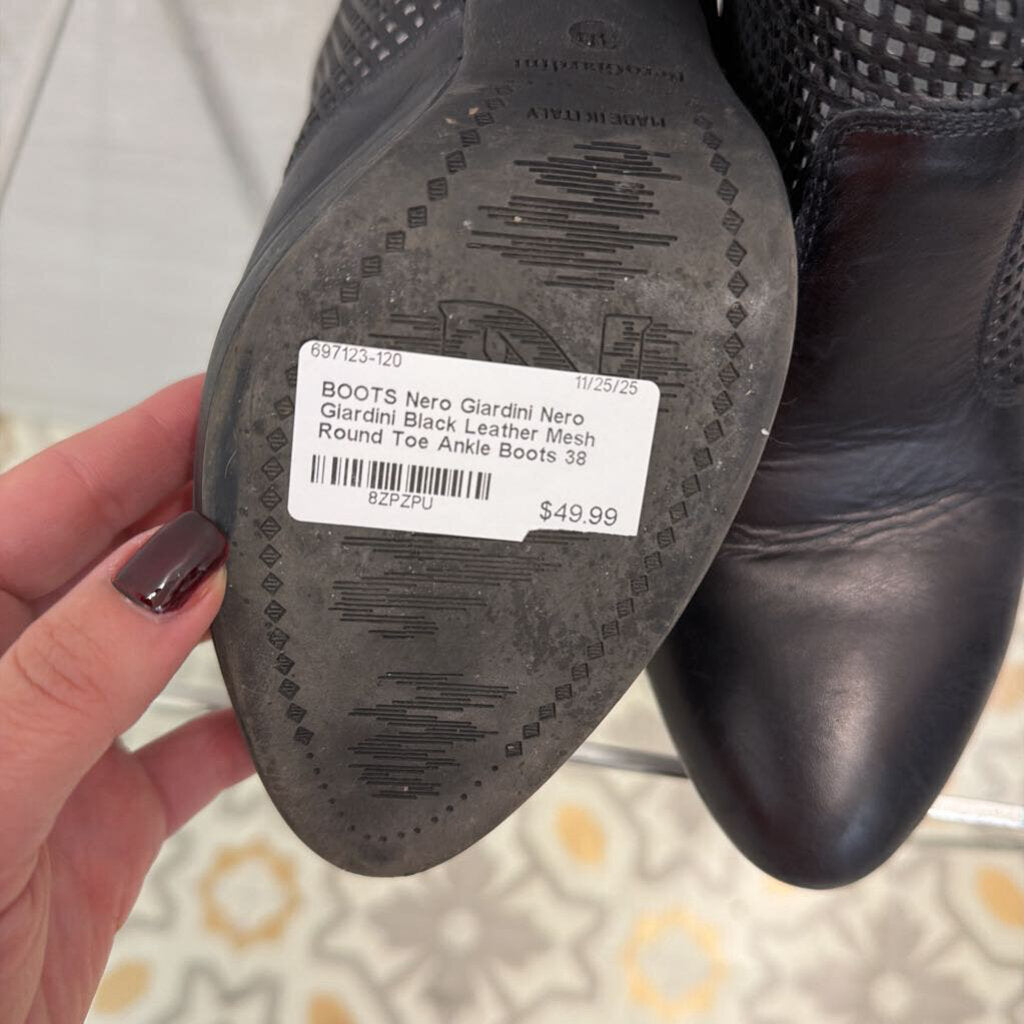 NeroGiardini
MADE IN ITALY
697123-120
11/25/25
BOOTS Nero Giardini Nero
Giardini Black Leather Mesh
Round Toe Ankle Boots 38
8ZPZPU
$49.99